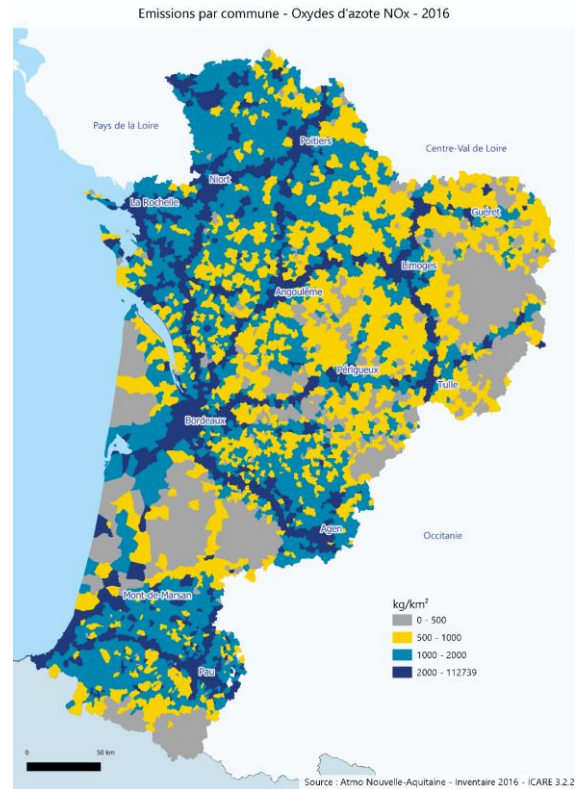 Emissions par commune - Oxydes d'azote NOx - 2016
Pays de la Loire
Poitiers
Centre-Val de Loire
Niort
La Rochelle
Guéret
Limoges
Angoulême
Périgueux
Tulle
Bordeaux
Agen
Occitanie
Mont-de-Marsan
Pau
kg/km²
0 - 500
500 - 1000
1000 - 2000
2000 - 112739
0 50 km
Source : Atmo Nouvelle-Aquitaine - Inventaire 2016 - ICARE 3.2.2